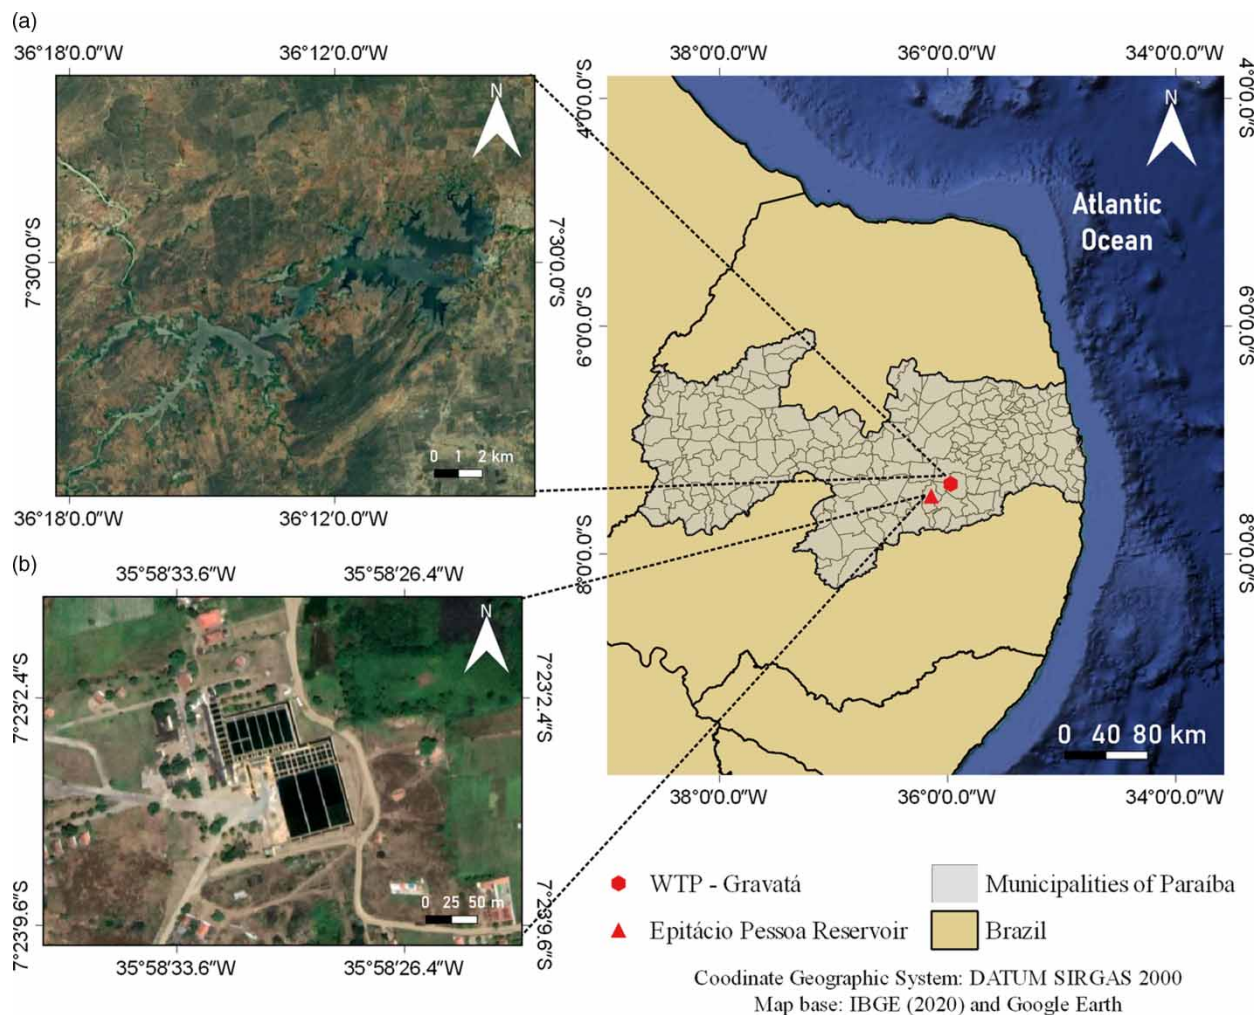 (a)
36°18'0.0"W 36°12'0.0"W
N
7°30'0.0"S
7°30'0.0"S
0 1 2 km
36°18'0.0"W 36°12'0.0"W
(b)
35°58'33.6"W 35°58'26.4"W
N
7°23'2.4"S
7°23'2.4"S
7°23'9.6"S
7°23'9.6"S
0 25 50 m
35°58'33.6"W 35°58'26.4"W
38°0'0.0"W 36°0'0.0"W 34°0'0.0"W
4°0'0.0"S
4°0'0.0"S
N
Atlantic
Ocean
6°0'0.0"S
6°0'0.0"S
8°0'0.0"S
8°0'0.0"S
0 40 80 km
38°0'0.0"W 36°0'0.0"W 34°0'0.0"W
WTP - Gravatá
Municipalities of Paraíba
Epitácio Pessoa Reservoir
Brazil
Coodinate Geographic System: DATUM SIRGAS 2000
Map base: IBGE (2020) and Google Earth